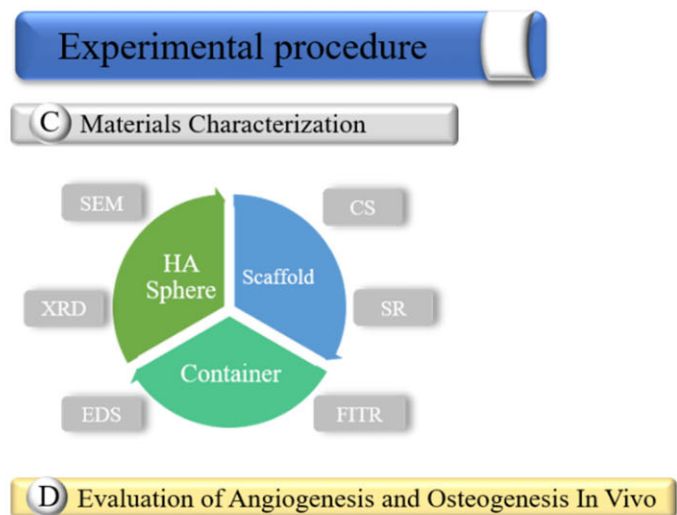 Experimental procedure
C Materials Characterization
SEM
CS
HA
Sphere
Scaffold
XRD
SR
Container
EDS
FITR
D Evaluation of Angiogenesis and Osteogenesis In Vivo